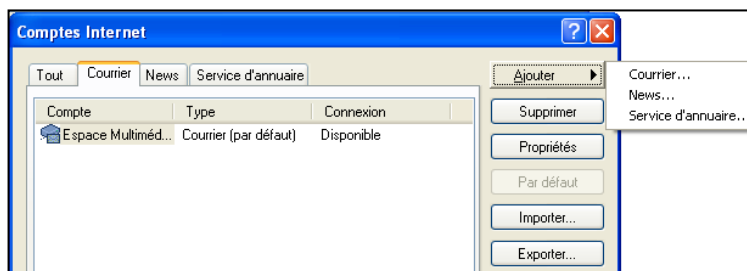 Comptes Internet
Tout Courrier News Service d'annuaire
Compte Type Connexion
Espace Multiméd... Courrier (par défaut) Disponible
Ajouter
Supprimer
Propriétés
Par défaut
Importer...
Exporter...
Courrier...
News...
Service d'annuaire...